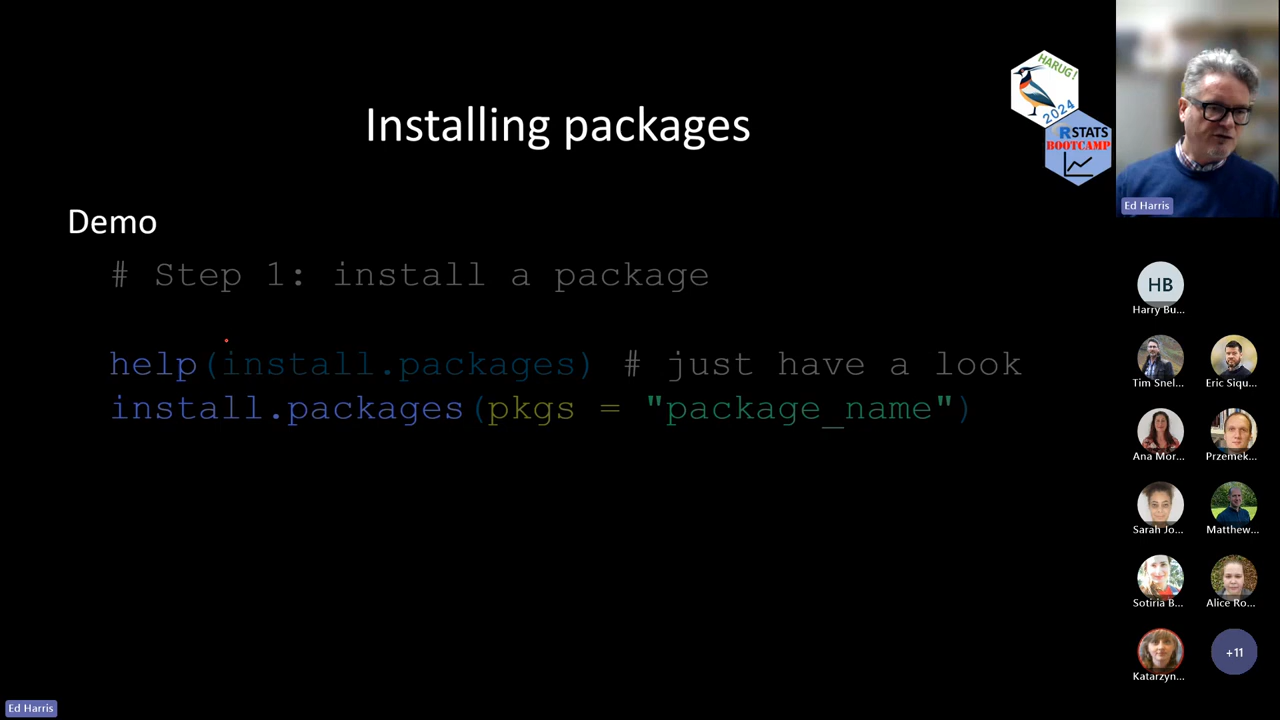 Installing packages
HARUG!
2024
RSTATS
BOOTCAMP
Ed Harris
Demo
# Step 1: install a package
help(install.packages) # just have a look
install.packages(pkgs = "package_name")
HB
Harry Bu...
Tim Snel...
Eric Siqu...
Ana Mor...
Przemek...
Sarah Jo...
Matthew...
Sotiria B...
Alice Ro...
Katarzyn...
+11
Ed Harris